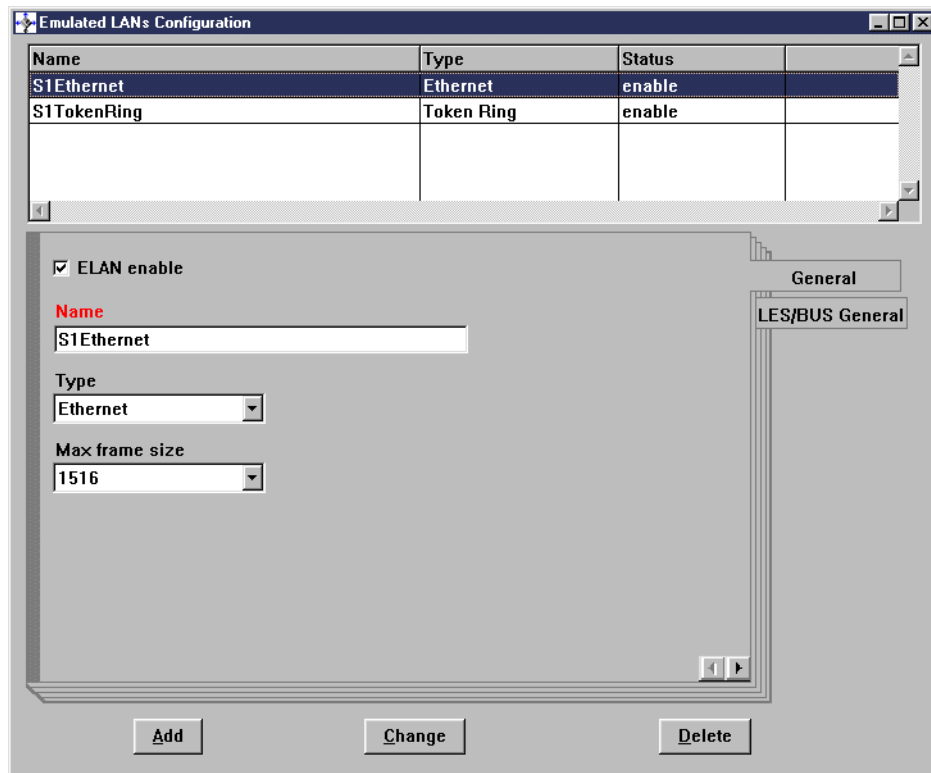 Emulated LANs Configuration
Name Type Status
S1Ethernet Ethernet enable
S1TokenRing Token Ring enable
ELAN enable
General
Name
LES/BUS General
S1Ethernet
Type
Ethernet
Max frame size
1516
Add Change Delete